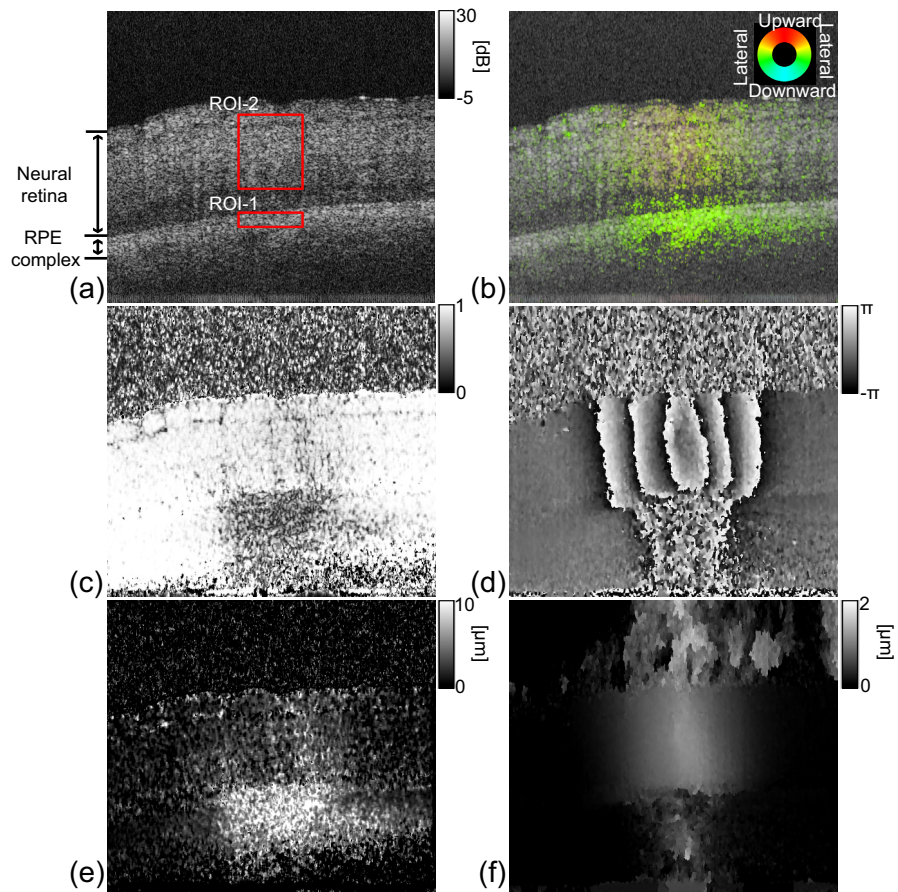 30
[dB]
-5
ROI-2
ROI-1
Neural
retina
RPE
complex
(a)
Upward
Lateral
Lateral
Downward
(b)
1
0
(c)
π
-π
(d)
10
[μm]
0
(e)
2
[μm]
0
(f)